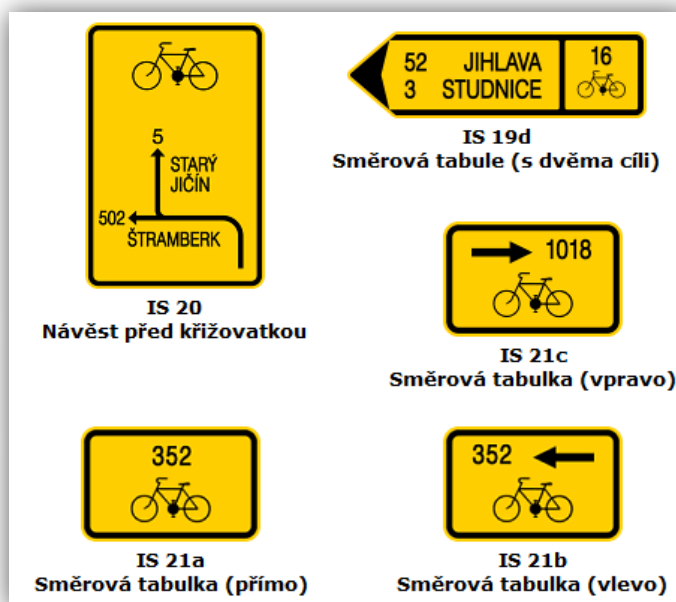 5
STARÝ
JIČÍN
502
ŠTRAMBERK
IS 20
Návěst před křižovatkou
52 JIHLAVA
3 STUDNICE
16
IS 19d
Směrová tabule (s dvěma cíli)
1018
IS 21c
Směrová tabulka (vpravo)
352
IS 21a
Směrová tabulka (přímo)
352
IS 21b
Směrová tabulka (vlevo)